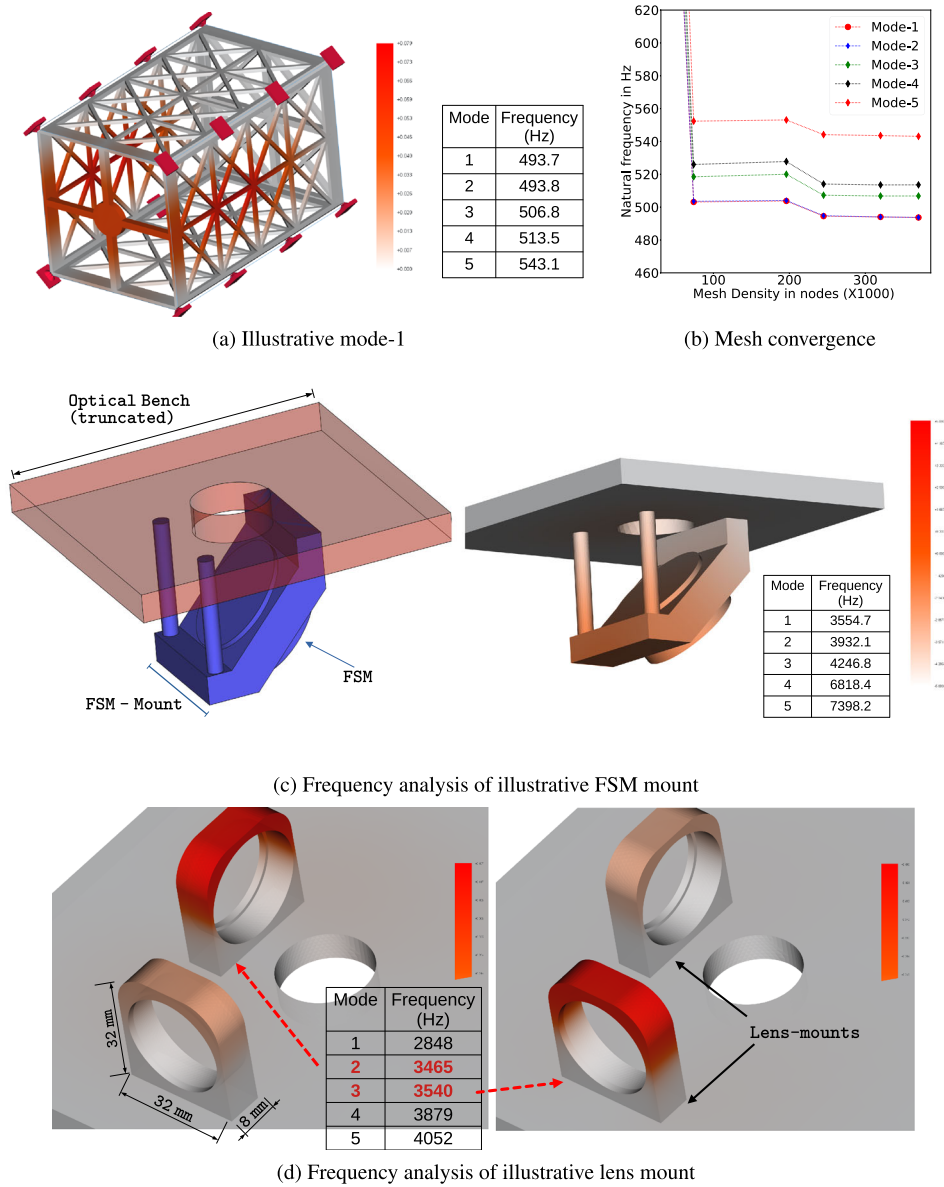 +0.079
Mode Frequency
(Hz)
1 493.7
2 493.8
3 506.8
4 513.5
5 543.1
620
600
580
560
540
520
500
480
460
100 200 300
Natural frequency in Hz
Mesh Density in nodes (X1000)
Mode-1
Mode-2
Mode-3
Mode-4
Mode-5
(a) Illustrative mode-1
(b) Mesh convergence
Optical Bench
(truncated)
FSM
FSM - Mount
Mode Frequency
(Hz)
1 3554.7
2 3932.1
3 4246.8
4 6818.4
5 7398.2
(c) Frequency analysis of illustrative FSM mount
32 mm
32 mm
8 mm
Mode Frequency
(Hz)
1 2848
2 3465
3 3540
4 3879
5 4052
Lens-mounts
(d) Frequency analysis of illustrative lens mount